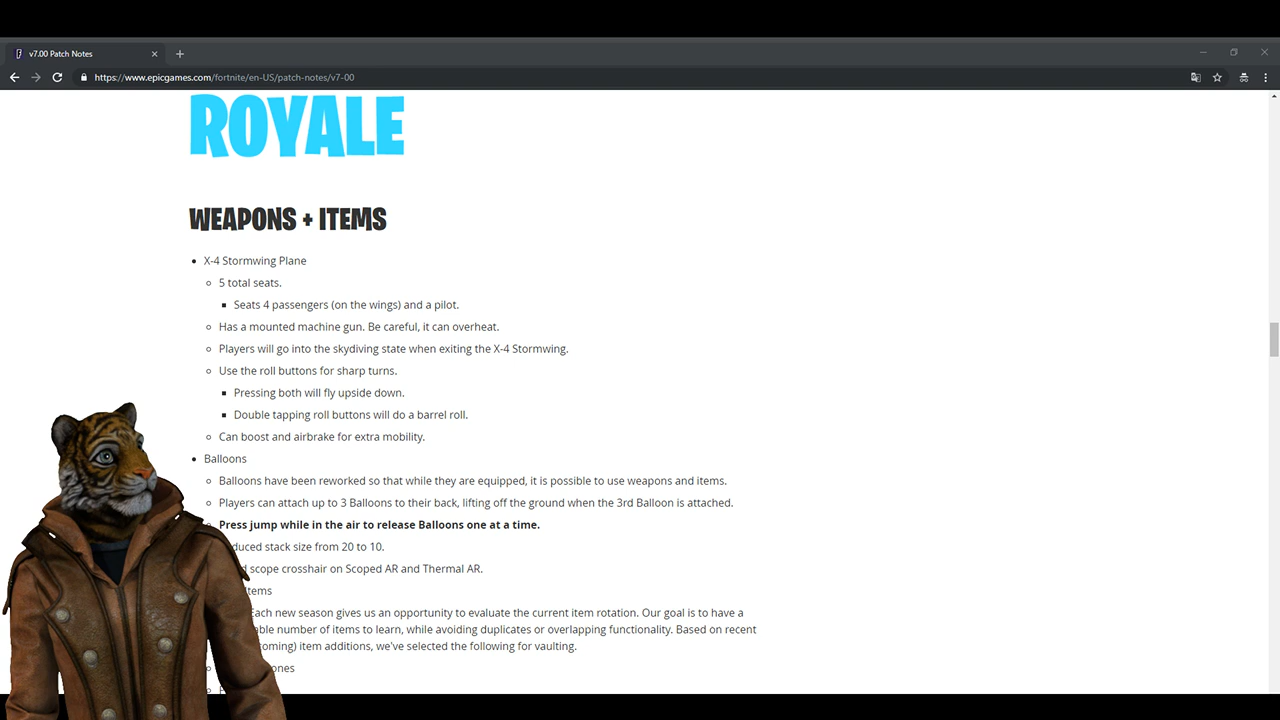 v7.00 Patch Notes
https://www.epicgames.com/fortnite/en-US/patch-notes/v7-00
ROYALE
WEAPONS + ITEMS
X-4 Stormwing Plane
5 total seats.
Seats 4 passengers (on the wings) and a pilot.
Has a mounted machine gun. Be careful, it can overheat.
Players will go into the skydiving state when exiting the X-4 Stormwing.
Use the roll buttons for sharp turns.
Pressing both will fly upside down.
Double tapping roll buttons will do a barrel roll.
Can boost and airbrake for extra mobility.
Balloons
Balloons have been reworked so that while they are equipped, it is possible to use weapons and items.
Players can attach up to 3 Balloons to their back, lifting off the ground when the 3rd Balloon is attached.
Press jump while in the air to release Balloons one at a time.
duced stack size from 20 to 10.
scope crosshair on Scoped AR and Thermal AR.
Items
Each new season gives us an opportunity to evaluate the current item rotation. Our goal is to have a
able number of items to learn, while avoiding duplicates or overlapping functionality. Based on recent
coming) item additions, we've selected the following for vaulting.
ones